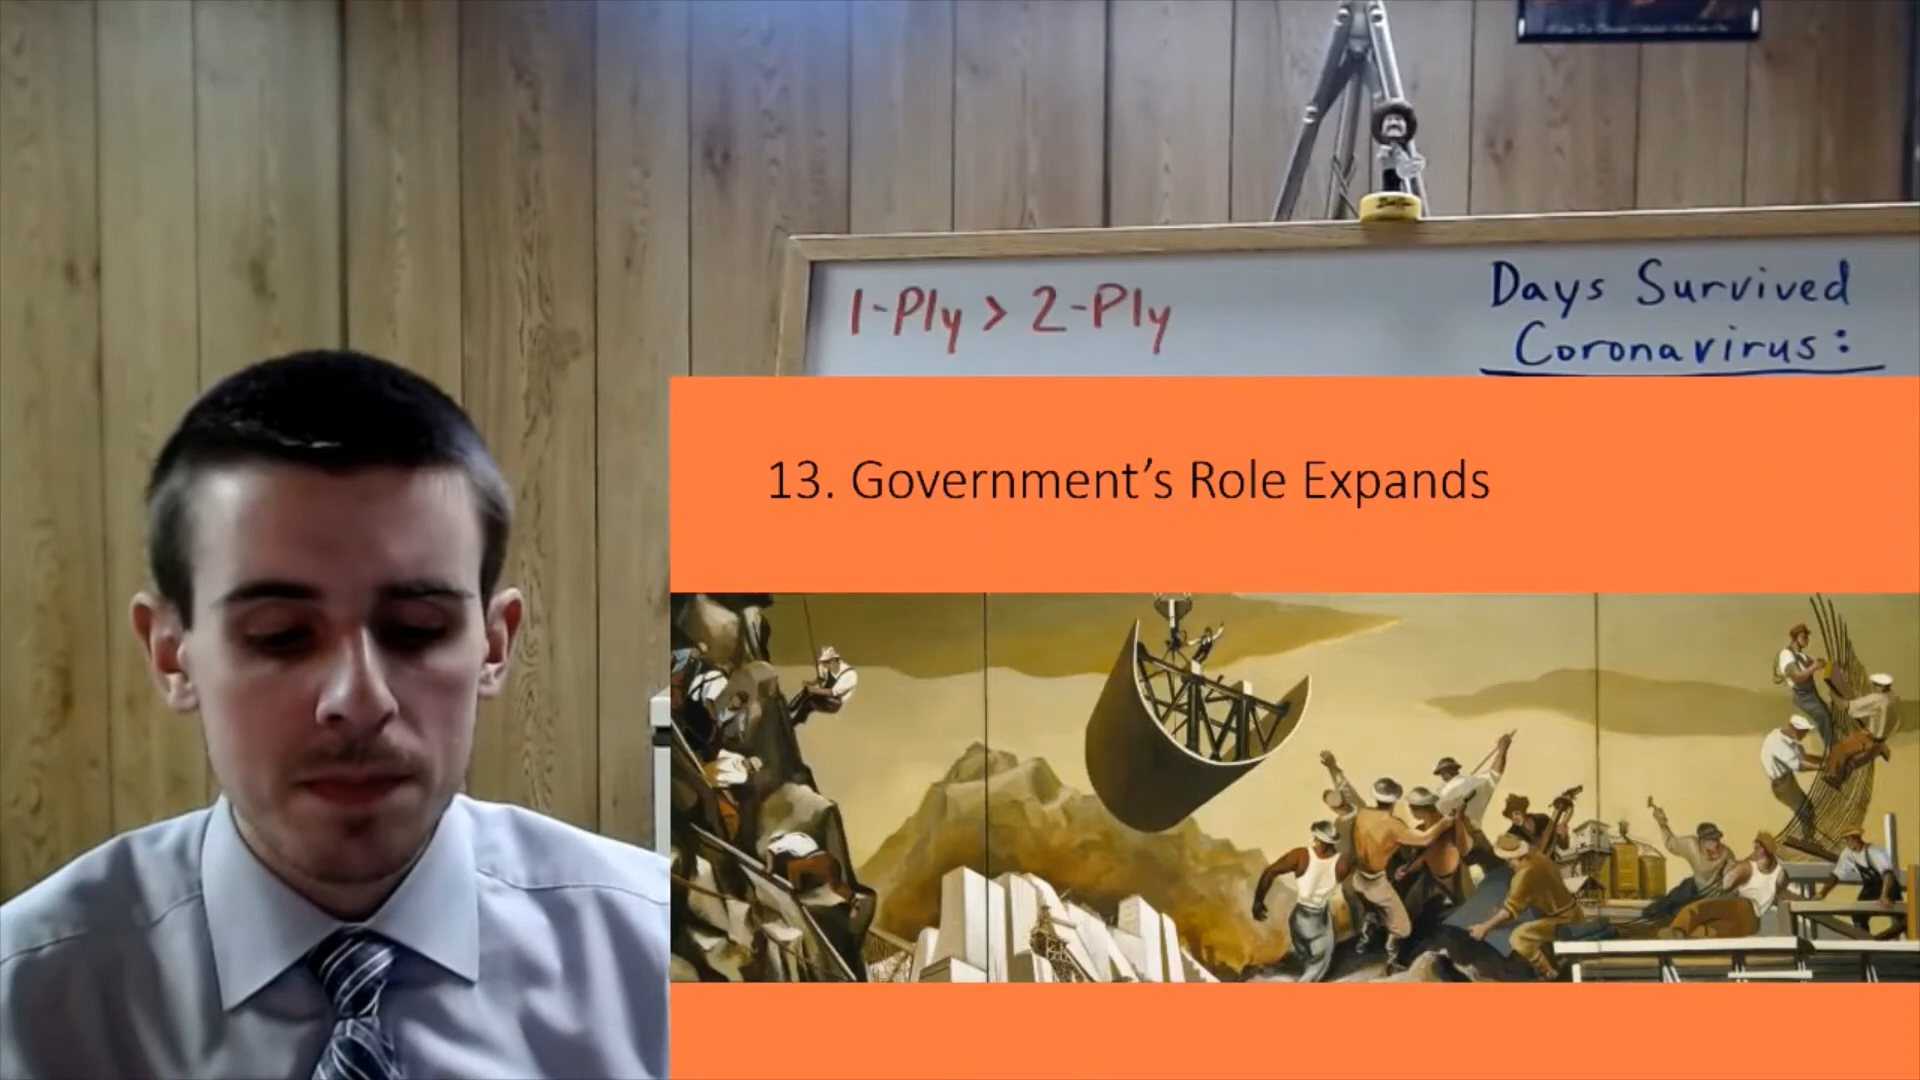 1-Ply > 2-Ply
Days Survived
Coronavirus:
13. Government’s Role Expands